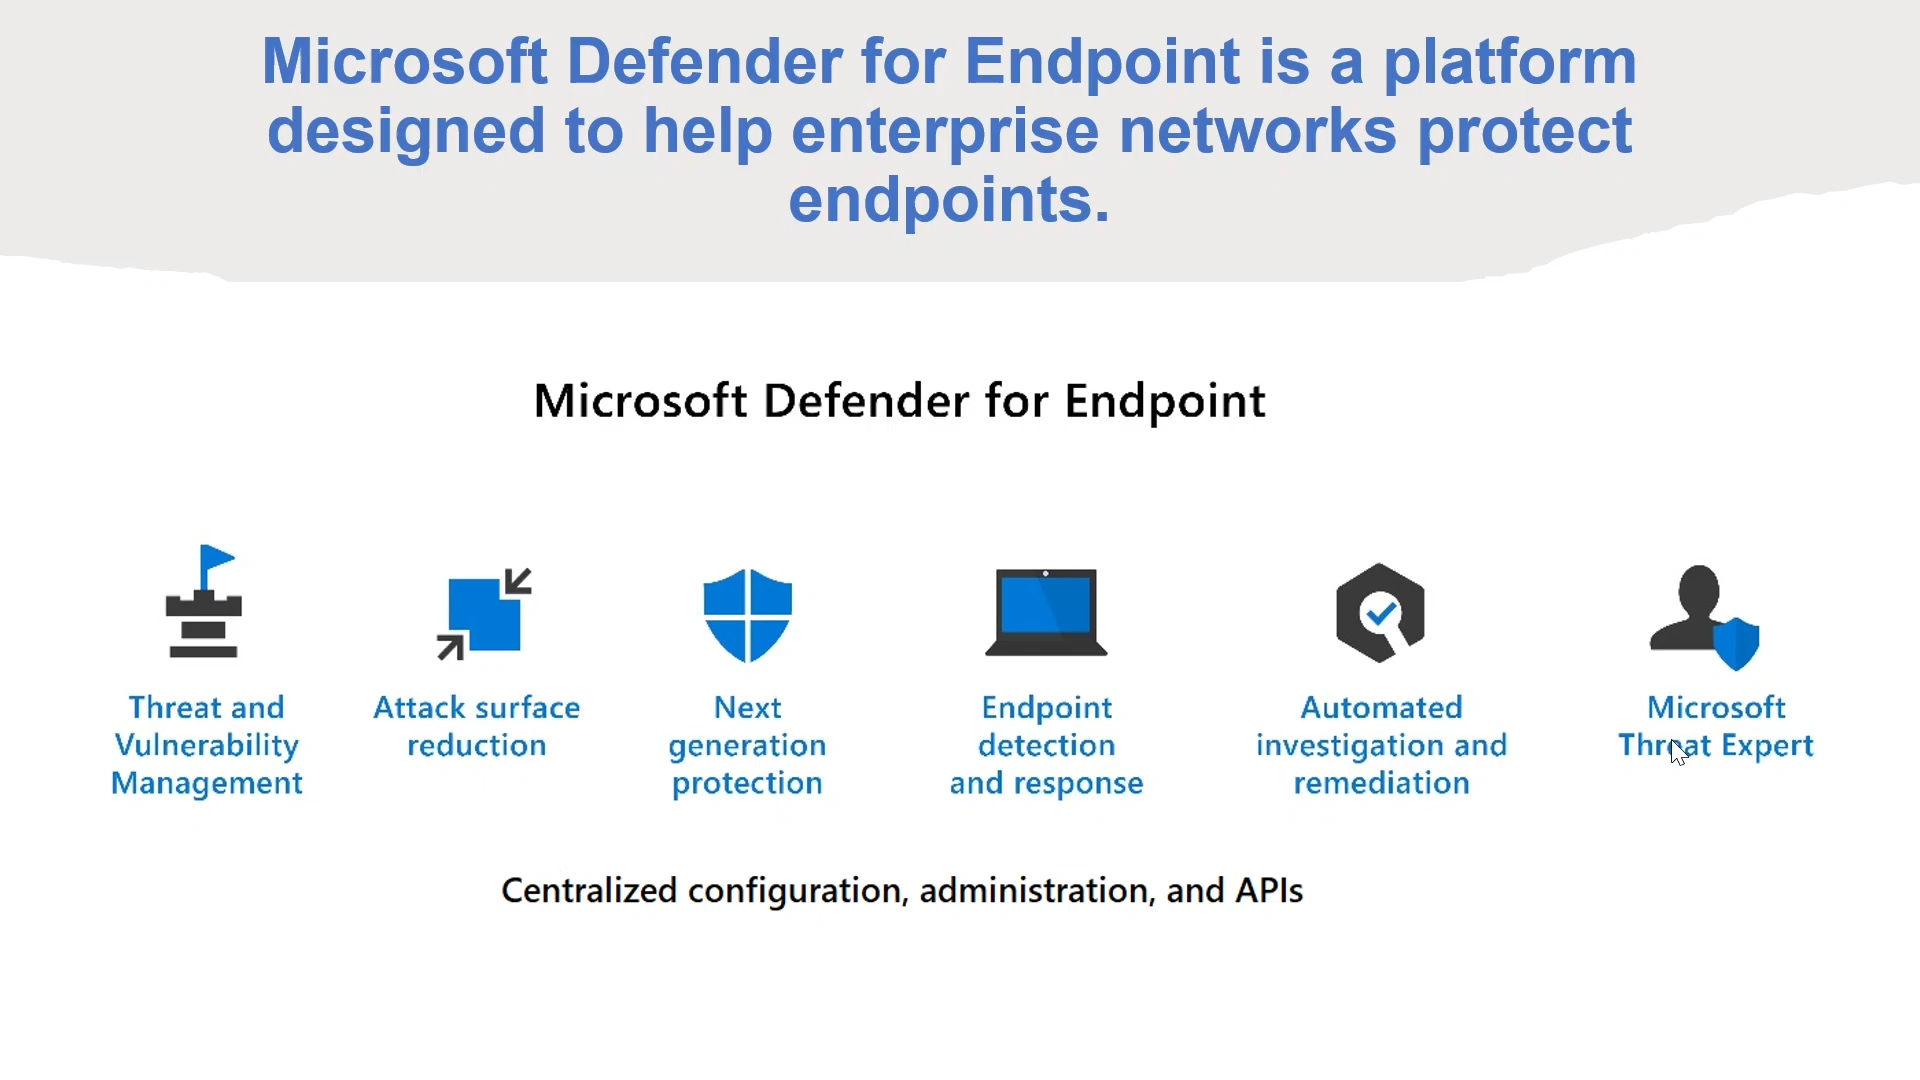 Microsoft Defender for Endpoint is a platform
designed to help enterprise networks protect
endpoints.
Microsoft Defender for Endpoint
Threat and
Vulnerability
Management
Attack surface
reduction
Next
generation
protection
Endpoint
detection
and response
Automated
investigation and
remediation
Microsoft
Threat Expert
Centralized configuration, administration, and APIs